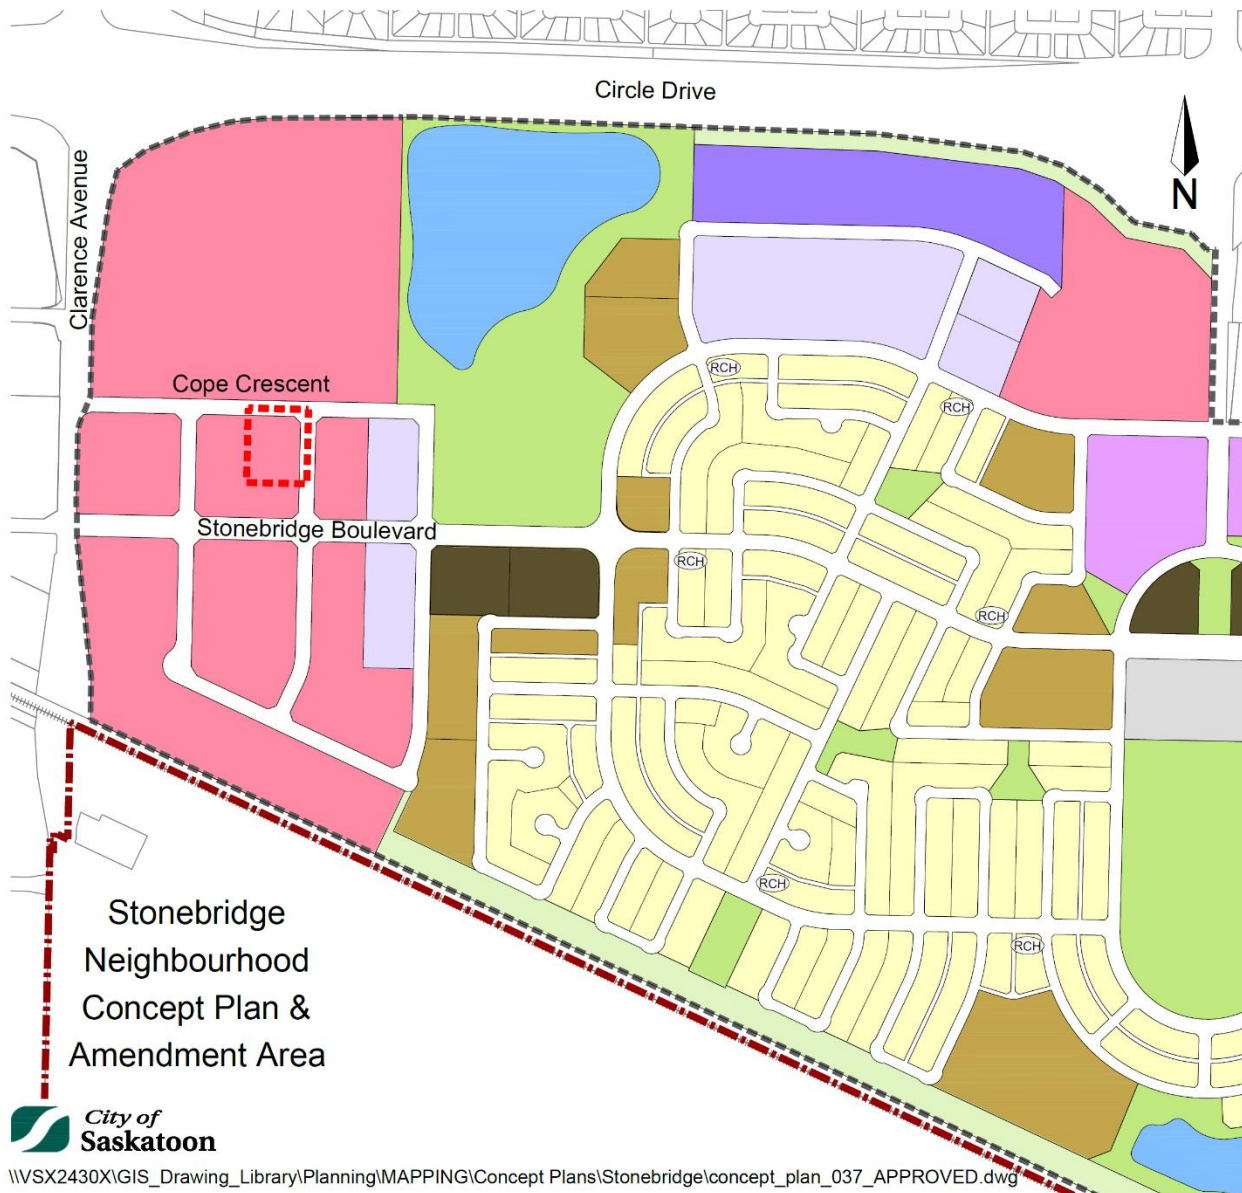 Circle Drive
N
Clarence Avenue
RCH
Cope Crescent
RCH
Stonebridge Boulevard
RCH
RCH
RCH
Stonebridge
Neighbourhood
Concept Plan &
Amendment Area
RCH
City of
Saskatoon
\\VSX2430X\GIS_Drawing_Library\Planning\MAPPING\Concept Plans\Stonebridge\concept_plan_037_APPROVED.dwg